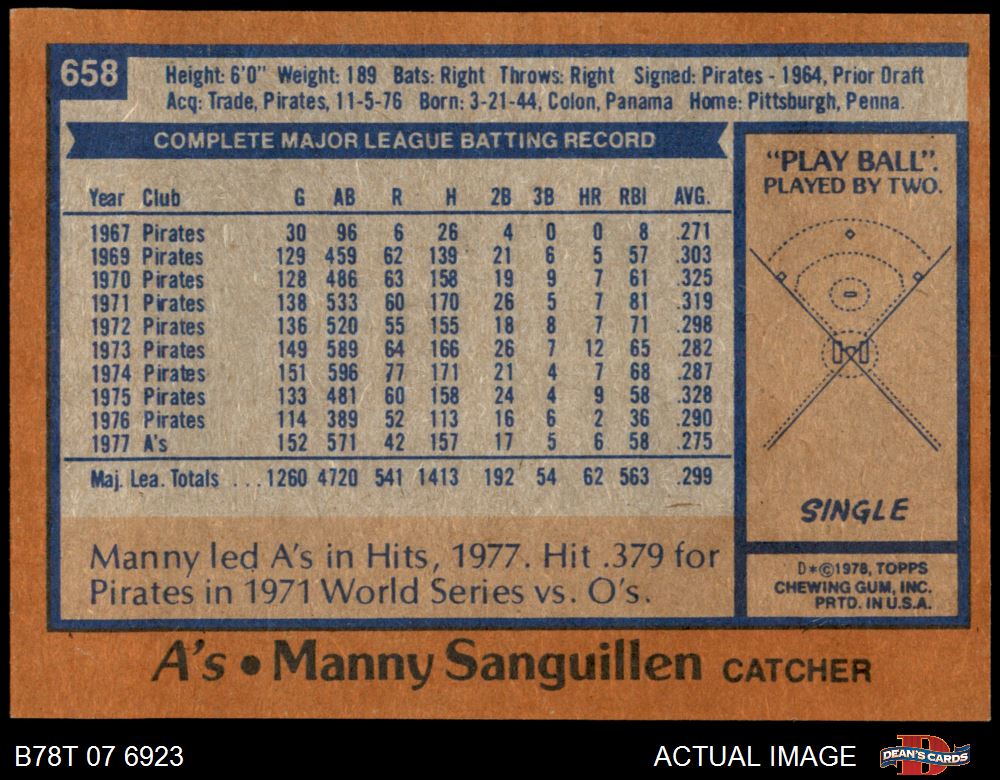 658
Height: 6'0" Weight: 189 Bats: Right Throws: Right Signed: Pirates - 1964, Prior Draft
Acq: Trade, Pirates, 11-5-76 Born: 3-21-44, Colon, Panama Home: Pittsburgh, Penna.
COMPLETE MAJOR LEAGUE BATTING RECORD
Year Club G AB R H 2B 3B HR RBI AVG.
1967 Pirates 30 96 6 26 4 0 0 8 .271
1969 Pirates 129 459 62 139 21 6 5 57 .303
1970 Pirates 128 486 63 158 19 9 7 61 .325
1971 Pirates 138 533 60 170 26 5 7 81 .319
1972 Pirates 136 520 55 155 18 8 7 71 .298
1973 Pirates 149 589 64 166 26 7 12 65 .282
1974 Pirates 151 596 77 171 21 4 7 68 .287
1975 Pirates 133 481 60 158 24 4 9 58 .328
1976 Pirates 114 389 52 113 16 6 2 36 .290
1977 A's 152 571 42 157 17 5 6 58 .275
Maj. Lea. Totals ...1260 4720 541 1413 192 54 62 563 .299
Manny led A's in Hits, 1977. Hit .379 for
Pirates in 1971 World Series vs. O's.
"PLAY BALL".
PLAYED BY TWO.
SINGLE
D*©1978, TOPPS
CHEWING GUM, INC.
PRTD. IN U.S.A.
A's • Manny Sanguillen CATCHER
B78T 07 6923
ACTUAL IMAGE
D
DEAN'S CARDS